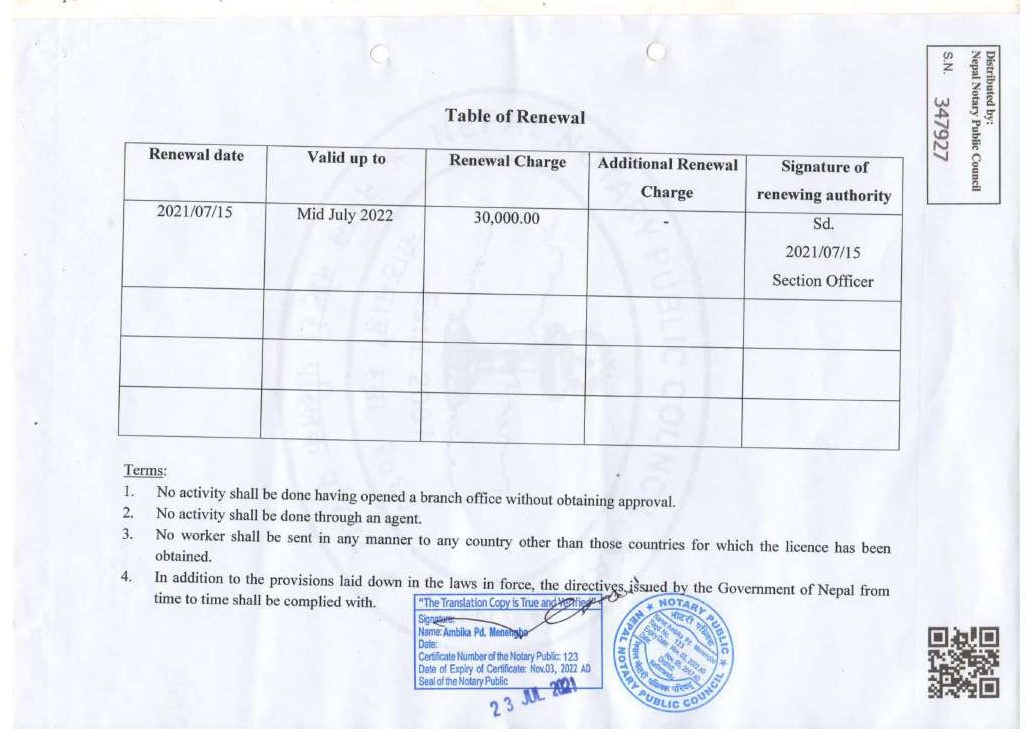 Distributed by:
Nepal Notary Public Council
S.N. 347927
Table of Renewal
Renewal date
Valid up to
Renewal Charge
Additional Renewal
Charge
Signature of
renewing authority
2021/07/15
Mid July 2022
30,000.00
-
Sd.
2021/07/15
Section Officer
Terms:
1. No activity shall be done having opened a branch office without obtaining approval.
2. No activity shall be done through an agent.
3. No worker shall be sent in any manner to any country other than those countries for which the licence has been
obtained.
4. In addition to the provisions laid down in the laws in force, the directives issued by the Government of Nepal from
time to time shall be complied with.
"The Translation Copy is True and Verified"
Signature:
Name: Ambika Pd. Menengba
Date:
Certificate Number of the Notary Public: 123
Date of Expiry of Certificate: Nov.03, 2022 AD
Seal of the Notary Public
23 JUL 2021
NOTARY PUBLIC
NEPAL NOTARY PUBLIC COUNCIL
नोटरी पब्लिक